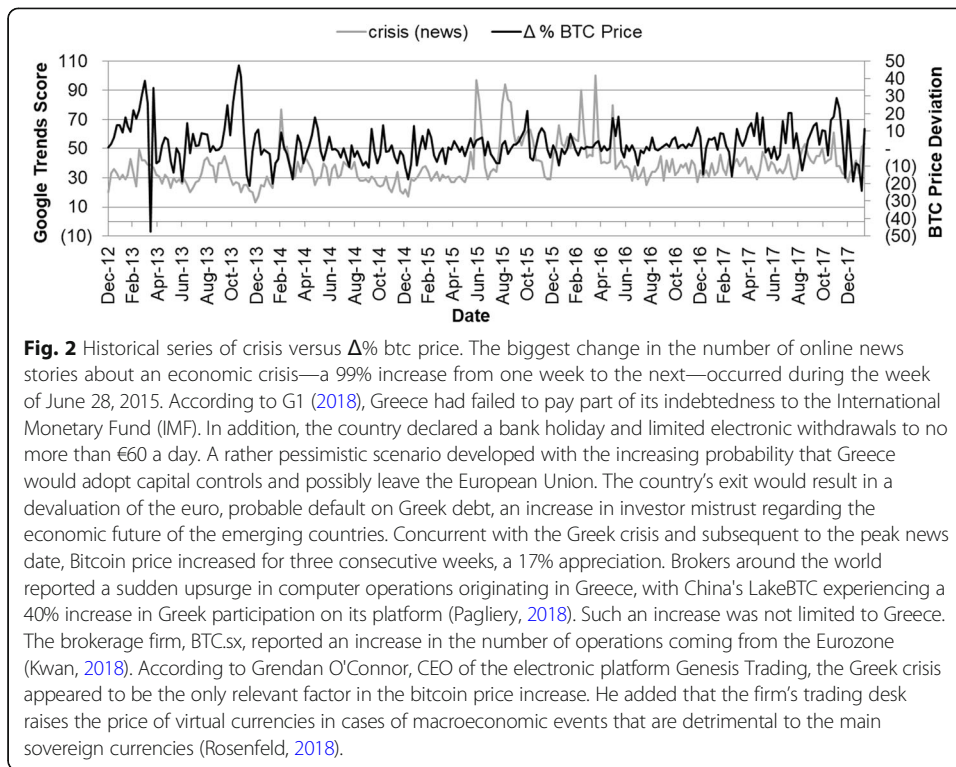 crisis (news) Δ % BTC Price
Google Trends Score
110
90
70
50
30
10
(10)
50
40
30
20
10
-
(10)
(20)
(30)
(40)
(50)
BTC Price Deviation
Dec-12 Feb-13 Apr-13 Jun-13 Aug-13 Oct-13 Dec-13 Feb-14 Apr-14 Jun-14 Aug-14 Oct-14 Dec-14 Feb-15 Apr-15 Jun-15 Aug-15 Oct-15 Dec-15 Feb-16 Apr-16 Jun-16 Aug-16 Oct-16 Dec-16 Feb-17 Apr-17 Jun-17 Aug-17 Oct-17 Dec-17
Date
Fig. 2 Historical series of crisis versus Δ% btc price. The biggest change in the number of online news
stories about an economic crisis—a 99% increase from one week to the next—occurred during the week
of June 28, 2015. According to G1 (2018), Greece had failed to pay part of its indebtedness to the International
Monetary Fund (IMF). In addition, the country declared a bank holiday and limited electronic withdrawals to no
more than €60 a day. A rather pessimistic scenario developed with the increasing probability that Greece
would adopt capital controls and possibly leave the European Union. The country's exit would result in a
devaluation of the euro, probable default on Greek debt, an increase in investor mistrust regarding the
economic future of the emerging countries. Concurrent with the Greek crisis and subsequent to the peak news
date, Bitcoin price increased for three consecutive weeks, a 17% appreciation. Brokers around the world
reported a sudden upsurge in computer operations originating in Greece, with China's LakeBTC experiencing a
40% increase in Greek participation on its platform (Pagliery, 2018). Such an increase was not limited to Greece.
The brokerage firm, BTC.sx, reported an increase in the number of operations coming from the Eurozone
(Kwan, 2018). According to Grendan O'Connor, CEO of the electronic platform Genesis Trading, the Greek crisis
appeared to be the only relevant factor in the bitcoin price increase. He added that the firm's trading desk
raises the price of virtual currencies in cases of macroeconomic events that are detrimental to the main
sovereign currencies (Rosenfeld, 2018).